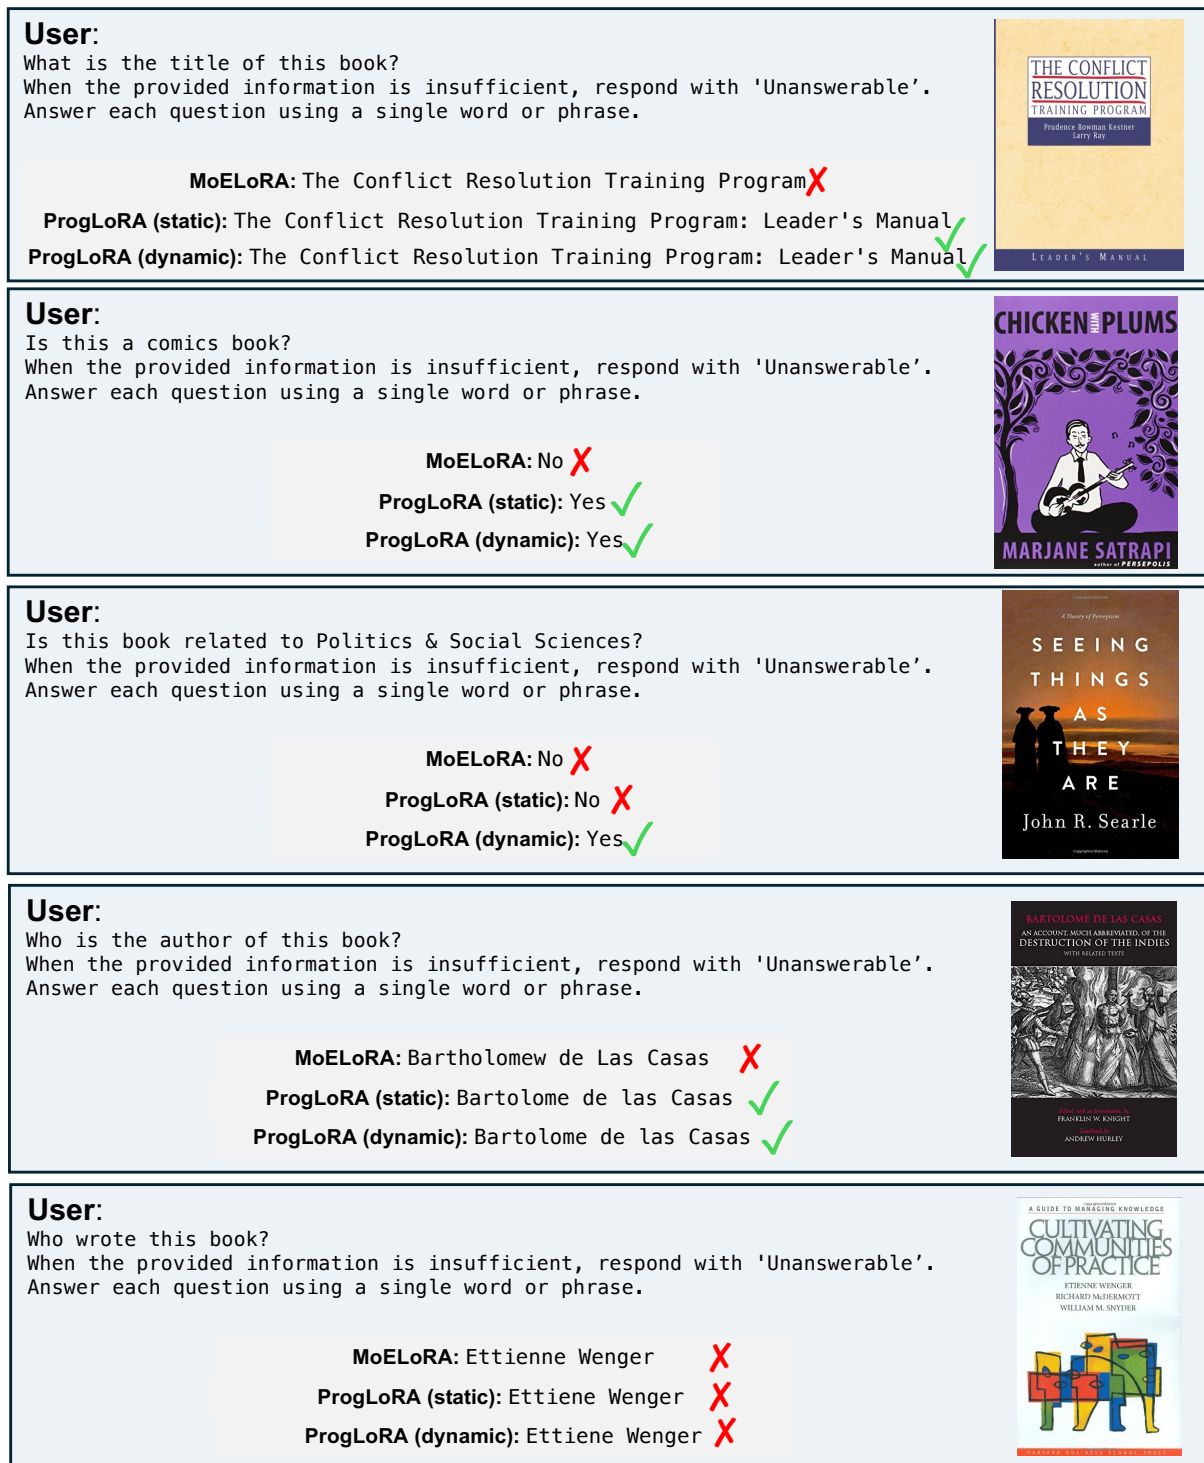 User:
What is the title of this book?
When the provided information is insufficient, respond with 'Unanswerable’.
Answer each question using a single word or phrase.
MoELoRA: The Conflict Resolution Training Program✗
ProgLoRA (static): The Conflict Resolution Training Program: Leader's Manual✓
ProgLoRA (dynamic): The Conflict Resolution Training Program: Leader's Manual✓
THE CONFLICT
RESOLUTION
TRAINING PROGRAM
Prudence Bowman Kestner
Larry Ray
LEADER'S MANUAL
User:
Is this a comics book?
When the provided information is insufficient, respond with 'Unanswerable’.
Answer each question using a single word or phrase.
MoELoRA: No ✗
ProgLoRA (static): Yes ✓
ProgLoRA (dynamic): Yes ✓
CHICKEN WITH PLUMS
MARJANE SATRAPI
author of PERSEPOLIS
User:
Is this book related to Politics & Social Sciences?
When the provided information is insufficient, respond with 'Unanswerable’.
Answer each question using a single word or phrase.
MoELoRA: No ✗
ProgLoRA (static): No ✗
ProgLoRA (dynamic): Yes ✓
Copyrighted Material
A Theory of Perception
SEEING
THINGS
AS
THEY
ARE
John R. Searle
Copyrighted Material
User:
Who is the author of this book?
When the provided information is insufficient, respond with 'Unanswerable’.
Answer each question using a single word or phrase.
MoELoRA: Bartholomew de Las Casas ✗
ProgLoRA (static): Bartolome de las Casas ✓
ProgLoRA (dynamic): Bartolome de las Casas ✓
BARTOLOMÉ DE LAS CASAS
AN ACCOUNT, MUCH ABBREVIATED, OF THE
DESTRUCTION OF THE INDIES
WITH RELATED TEXTS
Edited, with an Introduction, by
FRANKLIN W. KNIGHT
Translated by
ANDREW HURLEY
User:
Who wrote this book?
When the provided information is insufficient, respond with 'Unanswerable’.
Answer each question using a single word or phrase.
MoELoRA: Ettienne Wenger ✗
ProgLoRA (static): Ettiene Wenger ✗
ProgLoRA (dynamic): Ettiene Wenger ✗
Copyrighted Material
A GUIDE TO MANAGING KNOWLEDGE
CULTIVATING
COMMUNITIES
OF PRACTICE
ETIENNE WENGER
RICHARD McDERMOTT
WILLIAM M. SNYDER
HARVARD BUSINESS SCHOOL PRESS